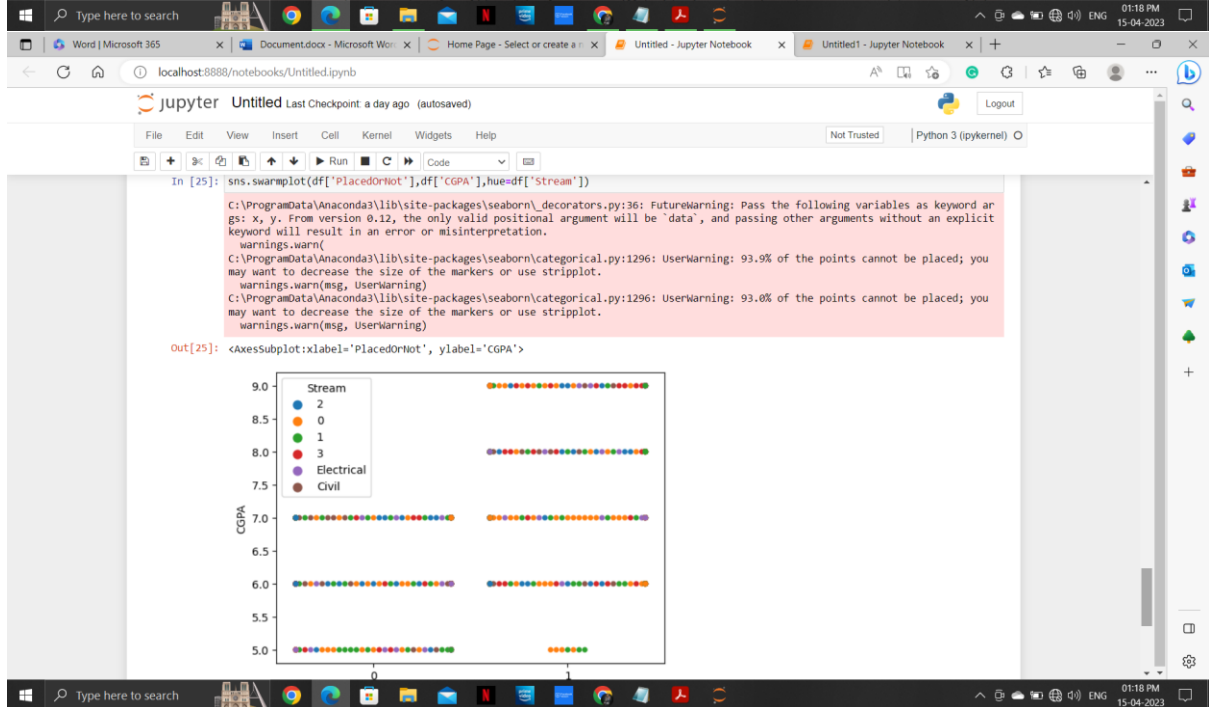 Type here to search
ENG
01:18 PM
15-04-2023
Word | Microsoft 365
Document.docx - Microsoft Wor
Home Page - Select or create a n
Untitled - Jupyter Notebook
Untitled1 - Jupyter Notebook
localhost:8888/notebooks/Untitled.ipynb
jupyter Untitled Last Checkpoint: a day ago (autosaved)
Logout
File Edit View Insert Cell Kernel Widgets Help
Not Trusted
Python 3 (ipykernel)
Run
Code
In [25]: sns.swarmplot(df['PlacedOrNot'],df['CGPA'],hue=df['Stream'])
C:\ProgramData\Anaconda3\lib\site-packages\seaborn\_decorators.py:36: FutureWarning: Pass the following variables as keyword ar
gs: x, y. From version 0.12, the only valid positional argument will be `data`, and passing other arguments without an explicit
keyword will result in an error or misinterpretation.
warnings.warn(
C:\ProgramData\Anaconda3\lib\site-packages\seaborn\categorical.py:1296: UserWarning: 93.9% of the points cannot be placed; you
may want to decrease the size of the markers or use stripplot.
warnings.warn(msg, UserWarning)
C:\ProgramData\Anaconda3\lib\site-packages\seaborn\categorical.py:1296: UserWarning: 93.0% of the points cannot be placed; you
may want to decrease the size of the markers or use stripplot.
warnings.warn(msg, UserWarning)
Out[25]: <AxesSubplot:xlabel='PlacedOrNot', ylabel='CGPA'>
Stream
2
0
1
3
Electrical
Civil
9.0
8.5
8.0
7.5
7.0
6.5
6.0
5.5
5.0
CGPA
0
1
Type here to search
ENG
01:18 PM
15-04-2023